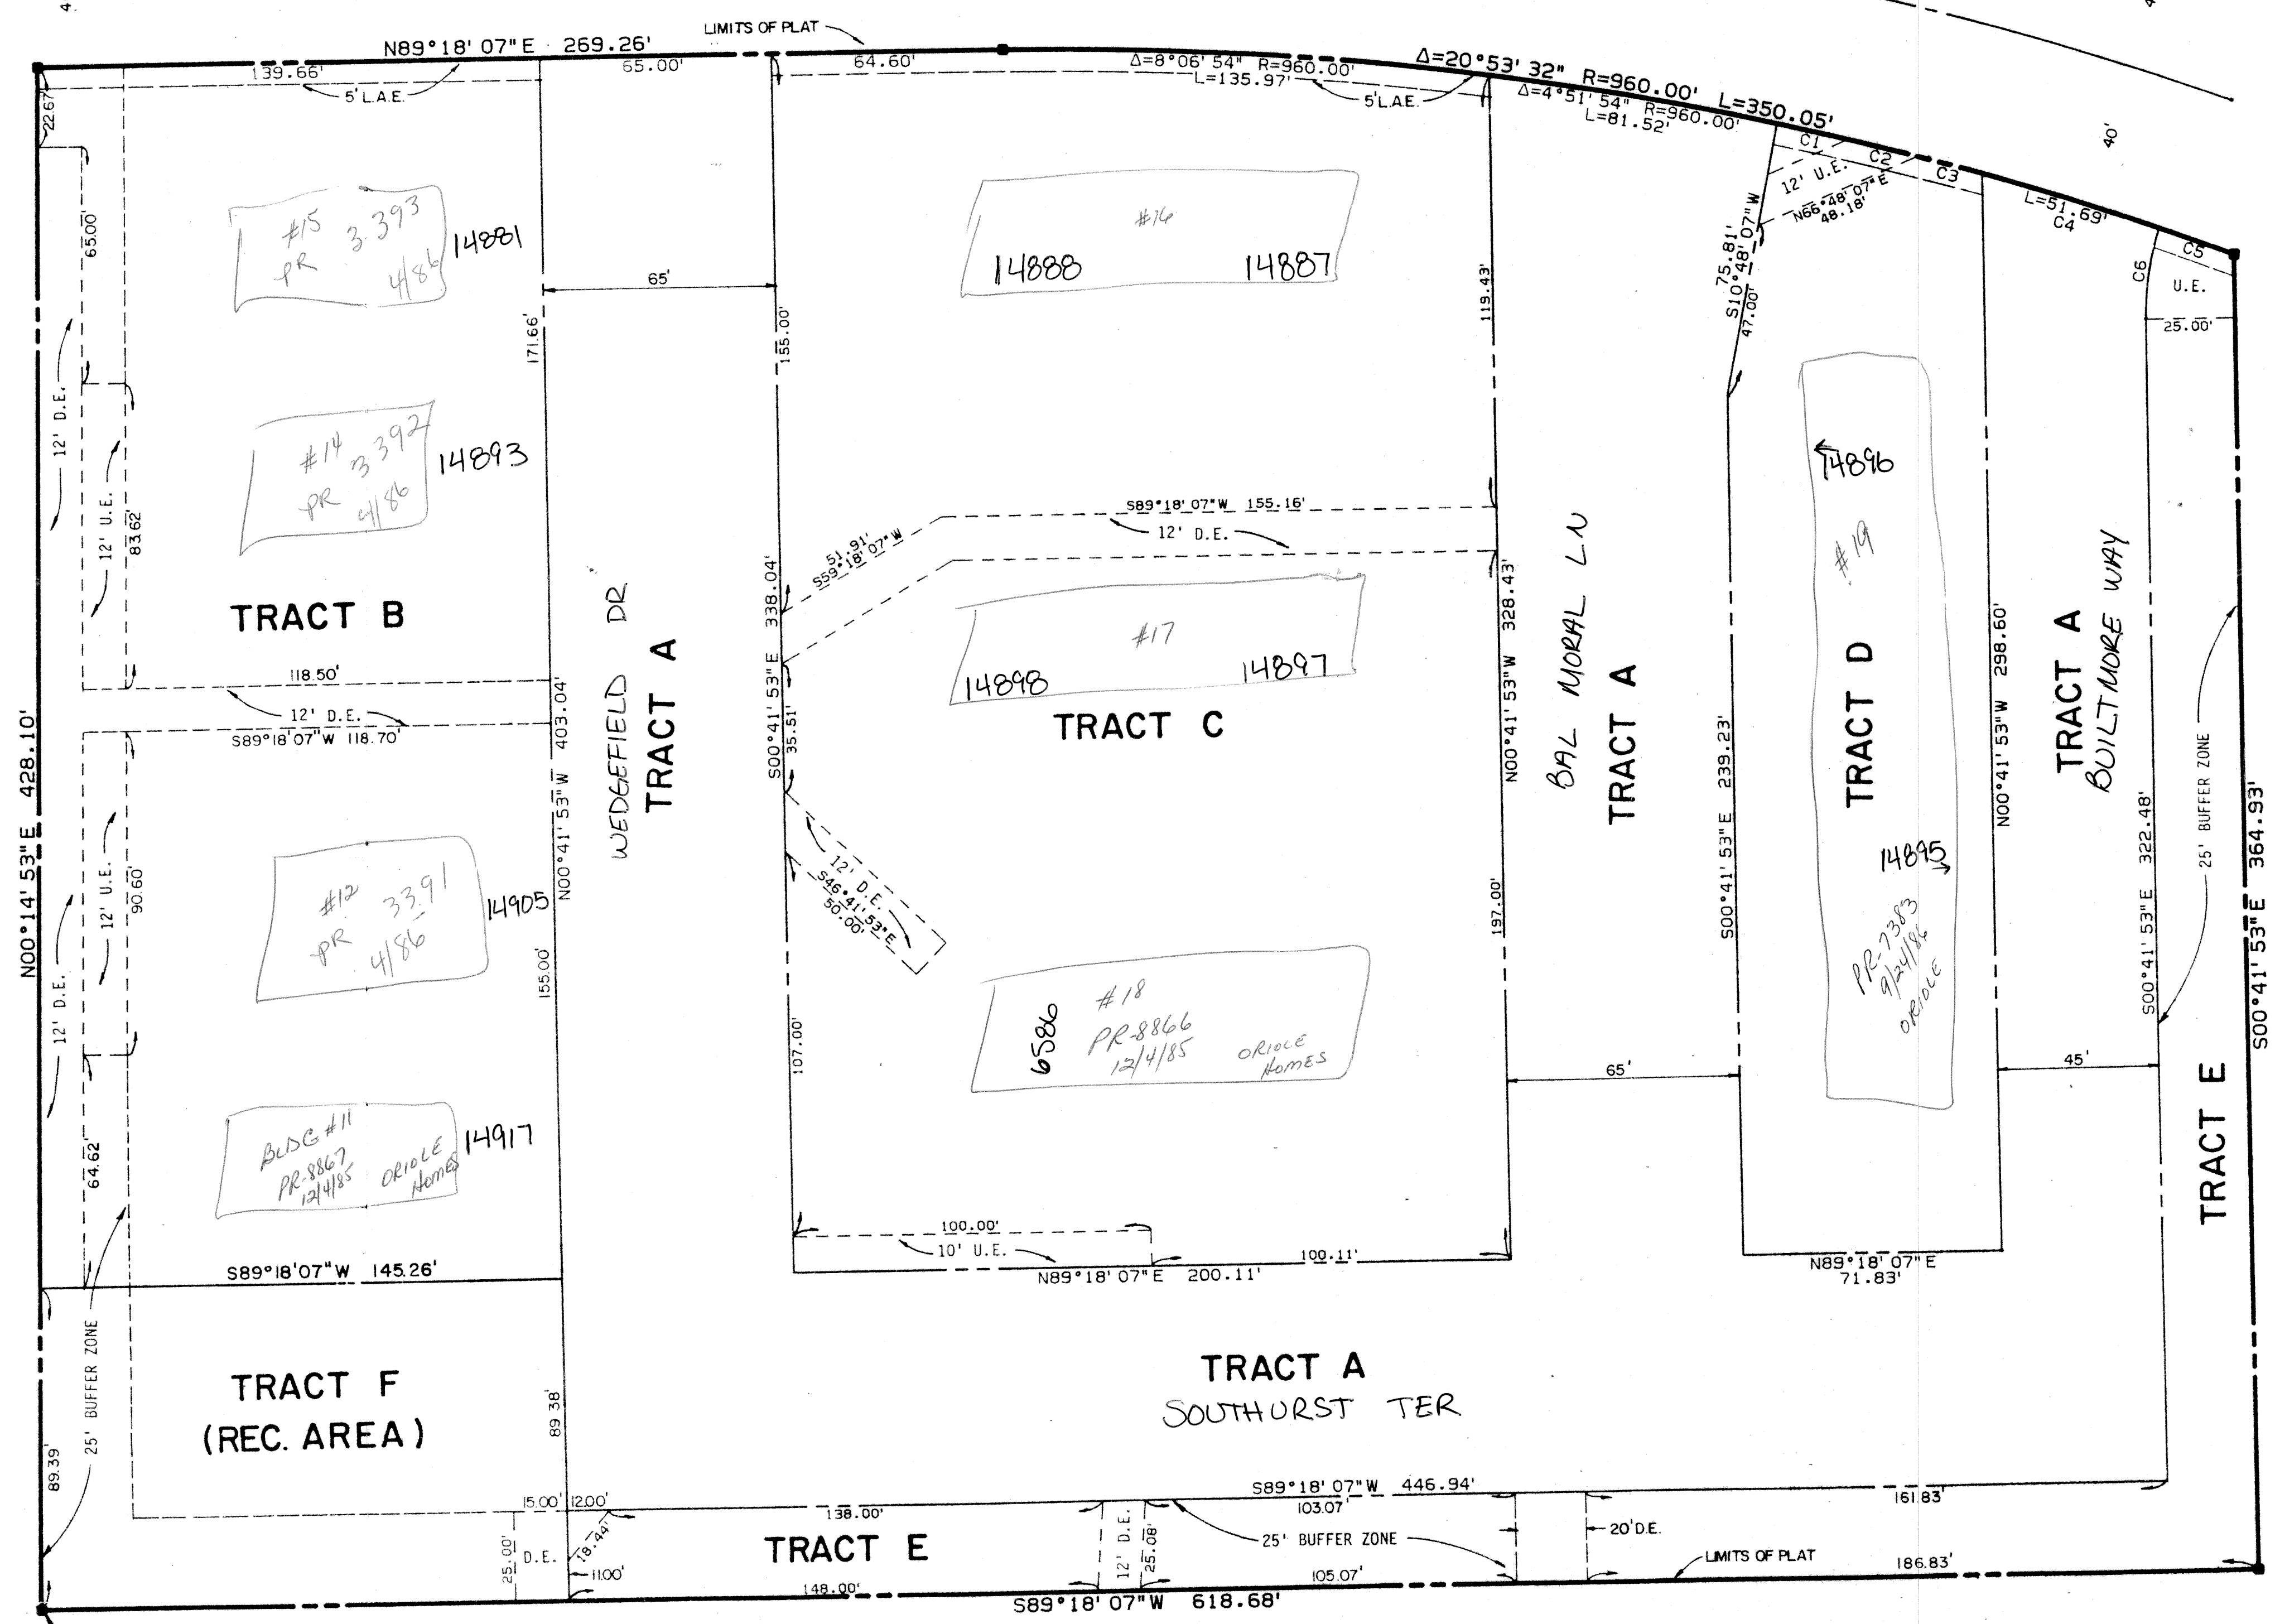 LIMITS OF PLAT
N89°18'07"E 269.26'
139.66'
5' L.A.E.
65.00'
64.60'
Δ=8°06'54" R=960.00'
L=135.97'
5' L.A.E.
Δ=20°53'32" R=960.00' L=350.05'
Δ=4°51'54" R=960.00'
L=81.52'
40'
C1
C2
C3
12' U.E.
N66°48'07"E
48.18'
L=51.69'
C4
C5
C6
U.E.
25.00'
75.81'
S10°48'07"W
47.00'
22.67'
65.00'
12' D.E.
12' U.E.
83.62'
#15 3.393
PR 4/86
14881
#14 3392
PR 4/86
14893
171.66'
65'
155.00'
#16
14888
14887
119.43'
S89°18'07"W 155.16'
12' D.E.
51.91'
S59°18'07"W
TRACT B
118.50'
12' D.E.
S89°18'07"W 118.70'
WEDGEFIELD DR
TRACT A
N00°41'53"W 403.04'
S00°41'53"E 338.04'
35.51'
#17
14898
14897
TRACT C
N00°41'53"W 328.43'
BAL MORAL LN
TRACT A
S00°41'53"E 239.23'
14896
#19
TRACT D
14895
PR-7383
9/24/86
ORIOLE
N00°41'53"W 298.60'
TRACT A
BUILTMORE WAY
S00°41'53"E 322.48'
25' BUFFER ZONE
S00°41'53"E 364.93'
N00°14'53"E 428.10'
12' U.E.
90.60'
12' D.E.
#12 33.91
PR 4/86
14905
155.00'
12' D.E.
S46°41'53"E
50.00'
197.00'
107.00'
6586
#18
PR-8866
12/4/85
ORIOLE
HOMES
65'
45'
TRACT E
64.62'
BLDG #11
PR-8867
12/4/85
ORIOLE
HOMES
14917
100.00'
10' U.E.
100.11'
N89°18'07"E 200.11'
N89°18'07"E
71.83'
S89°18'07"W 145.26'
25' BUFFER ZONE
TRACT F
(REC. AREA)
89.38'
89.39'
TRACT A
SOUTHURST TER
S89°18'07"W 446.94'
15.00'
12.00'
138.00'
103.07'
161.83'
25.00'
D.E.
18.44'
11.00'
TRACT E
12' D.E.
25.08'
25' BUFFER ZONE
20' D.E.
LIMITS OF PLAT
148.00'
105.07'
186.83'
S89°18'07"W 618.68'